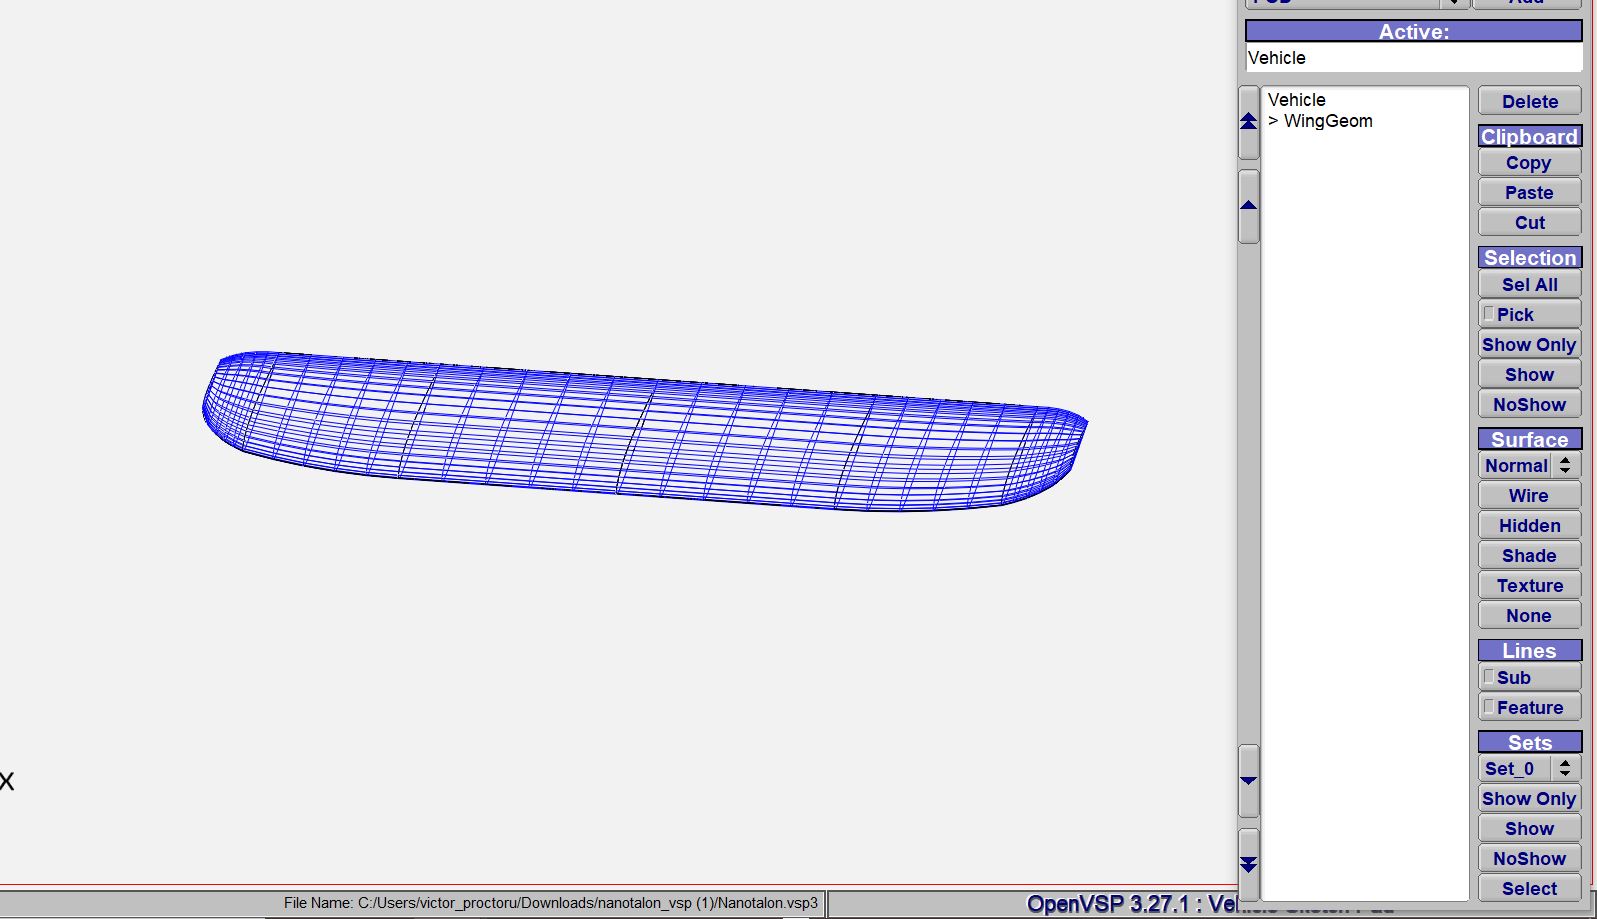 Add
Active:
Vehicle
Vehicle
> WingGeom
Delete
Clipboard
Copy
Paste
Cut
Selection
Sel All
Pick
Show Only
Show
NoShow
Surface
Normal
Wire
Hidden
Shade
Texture
None
Lines
Sub
Feature
Sets
Set_0
Show Only
Show
NoShow
Select
X
File Name: C:/Users/victor_proctoru/Downloads/nanotalon_vsp (1)/Nanotalon.vsp3
OpenVSP 3.27.1 :